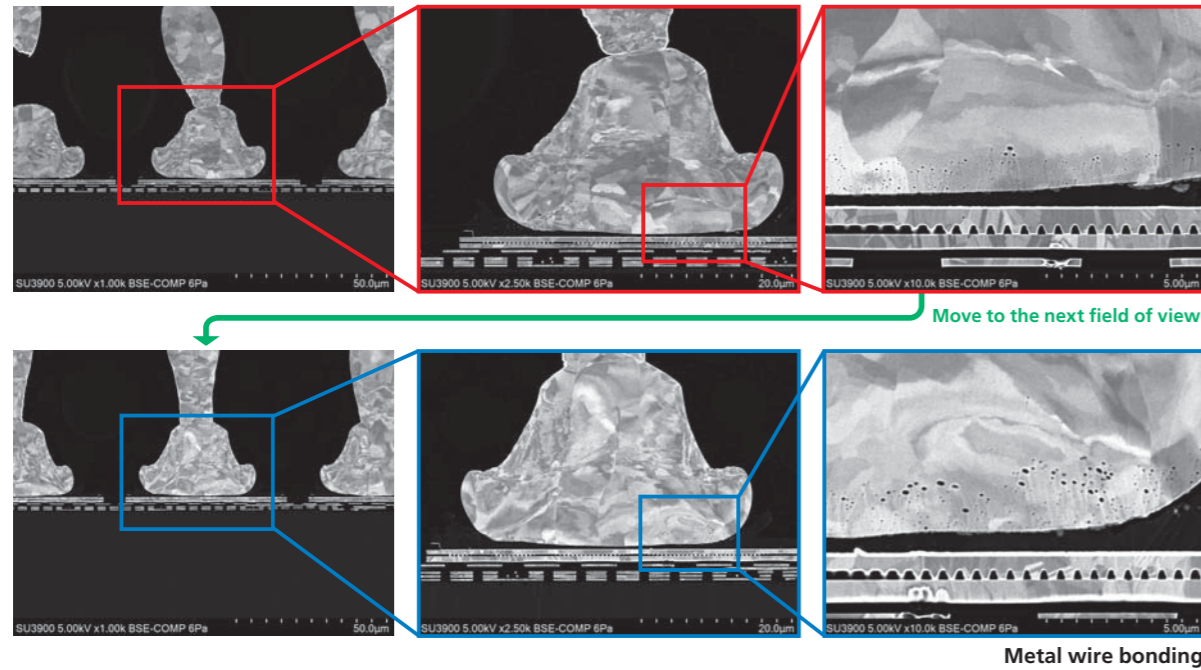 SU3900 5.00kV x1.00k BSE-COMP 6Pa 50.0µm
SU3900 5.00kV x2.50k BSE-COMP 6Pa 20.0µm
SU3900 5.00kV x10.0k BSE-COMP 6Pa 5.00µm
Move to the next field of view
SU3900 5.00kV x1.00k BSE-COMP 6Pa 50.0µm
SU3900 5.00kV x2.50k BSE-COMP 6Pa 20.0µm
SU3900 5.00kV x10.0k BSE-COMP 6Pa 5.00µm
Metal wire bonding